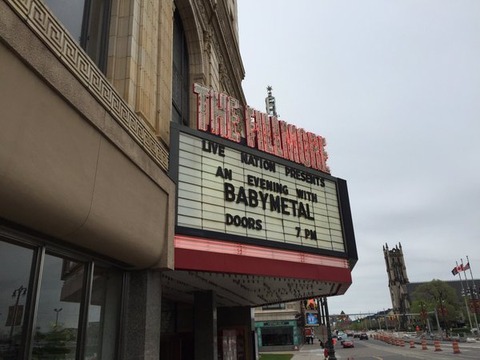 THE FILLMORE
LIVE NATION PRESENTS
AN EVENING WITH
BABYMETAL
DOORS 7 PM